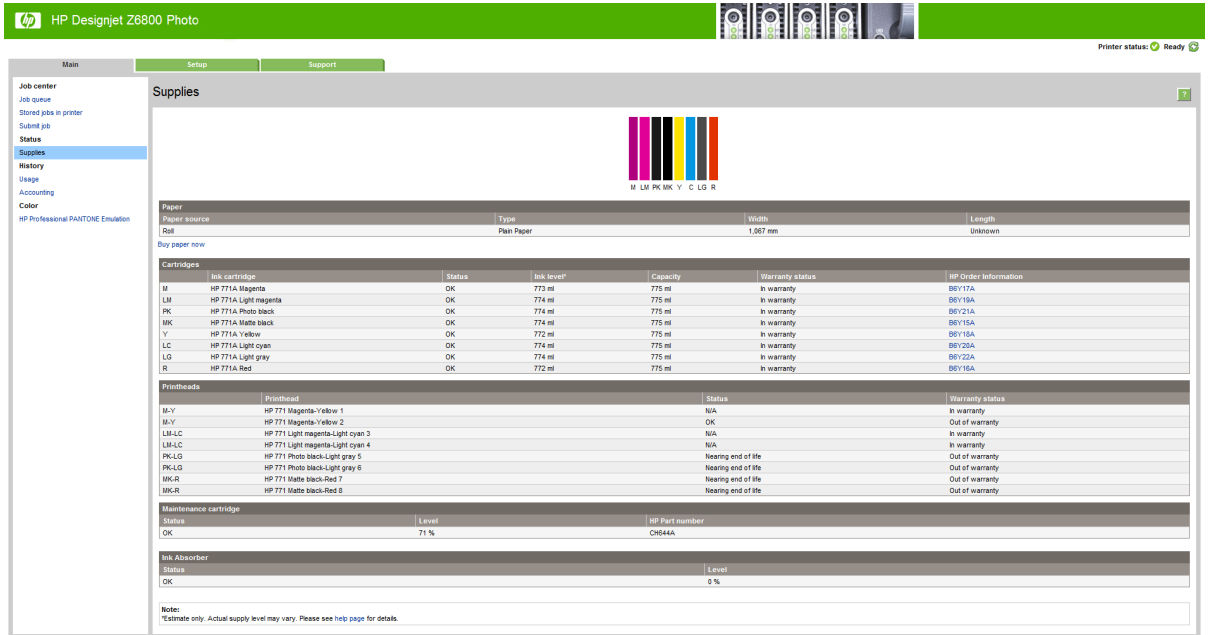 hp HP Designjet Z6800 Photo
Printer status: Ready
Main Setup Support
Job center
Job queue
Stored jobs in printer
Submit job
Status
Supplies
History
Usage
Accounting
Color
HP Professional PANTONE Emulation
Supplies ?
M LM PK MK Y C LG R
Paper
Paper source Type Width Length
Roll Plain Paper 1,067 mm Unknown
Buy paper now
Cartridges
Ink cartridge Status Ink level* Capacity Warranty status HP Order Information
M HP 771A Magenta OK 773 ml 775 ml In warranty B6Y17A
LM HP 771A Light magenta OK 774 ml 775 ml In warranty B6Y19A
PK HP 771A Photo black OK 774 ml 775 ml In warranty B6Y21A
MK HP 771A Matte black OK 774 ml 775 ml In warranty B6Y15A
Y HP 771A Yellow OK 772 ml 775 ml In warranty B6Y18A
LC HP 771A Light cyan OK 774 ml 775 ml In warranty B6Y20A
LG HP 771A Light gray OK 774 ml 775 ml In warranty B6Y22A
R HP 771A Red OK 772 ml 775 ml In warranty B6Y16A
Printheads
Printhead Status Warranty status
M-Y HP 771 Magenta-Yellow 1 N/A In warranty
M-Y HP 771 Magenta-Yellow 2 OK Out of warranty
LM-LC HP 771 Light magenta-Light cyan 3 N/A In warranty
LM-LC HP 771 Light magenta-Light cyan 4 N/A In warranty
PK-LG HP 771 Photo black-Light gray 5 Nearing end of life Out of warranty
PK-LG HP 771 Photo black-Light gray 6 Nearing end of life Out of warranty
MK-R HP 771 Matte black-Red 7 Nearing end of life Out of warranty
MK-R HP 771 Matte black-Red 8 Nearing end of life Out of warranty
Maintenance cartridge
Status Level HP Part number
OK 71 % CH644A
Ink Absorber
Status Level
OK 0 %
Note:
*Estimate only. Actual supply level may vary. Please see help page for details.